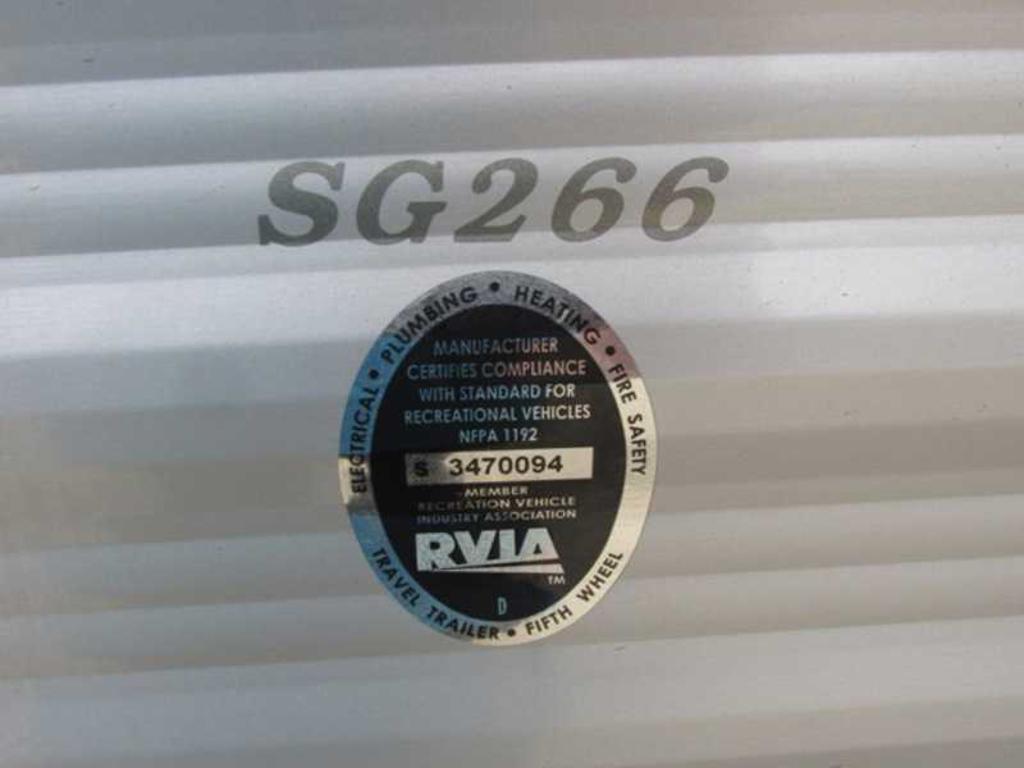 SG266
ELECTRICAL • PLUMBING • HEATING • FIRE SAFETY
MANUFACTURER
CERTIFIES COMPLIANCE
WITH STANDARD FOR
RECREATIONAL VEHICLES
NFPA 1192
S 3470094
MEMBER
RECREATION VEHICLE
INDUSTRY ASSOCIATION
RVIA
TM
D
TRAVEL TRAILER • FIFTH WHEEL